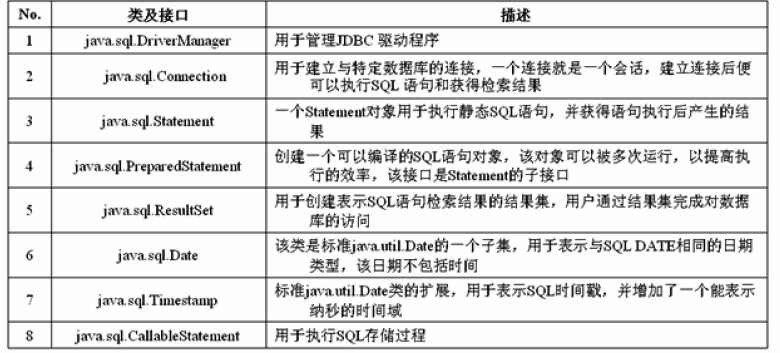 No. 类及接口 描述
1 java.sql.DriverManager 用于管理JDBC 驱动程序
2 java.sql.Connection 用于建立与特定数据库的连接，一个连接就是一个会话，建立连接后便
可以执行SQL 语句和获得检索结果
3 java.sql.Statement 一个Statement对象用于执行静态SQL语句，并获得语句执行后产生的结
果
4 java.sql.PreparedStatement 创建一个可以编译的SQL语句对象，该对象可以被多次运行，以提高执
行的效率，该接口是Statement的子接口
5 java.sql.ResultSet 用于创建表示SQL语句检索结果的结果集，用户通过结果集完成对数据
库的访问
6 java.sql.Date 该类是标准java.util.Date的一个子集，用于表示与SQL DATE相同的日期
类型，该日期不包括时间
7 java.sql.Timestamp 标准java.util.Date类的扩展，用于表示SQL时间戳，并增加了一个能表示
纳秒的时间域
8 java.sql.CallableStatement 用于执行SQL存储过程